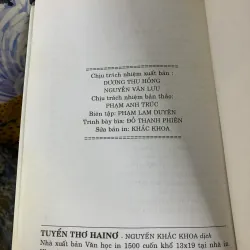 Chịu trách nhiệm xuất bản :
DƯƠNG THU HỒNG
NGUYỄN VĂN LƯU
Chịu trách nhiệm bản thảo:
PHẠM ANH TRÚC
Biên tập: PHẠM LAM DUYÊN
Trình bày bìa: ĐỖ THANH PHIÊN
Sửa bản in: KHẮC KHOA
TUYỂN THƠ HAINƠ - NGUYỄN KHẮC KHOA dịch
Nhà xuất bản Văn học in 1500 cuốn khổ 13x19 tại nhà i